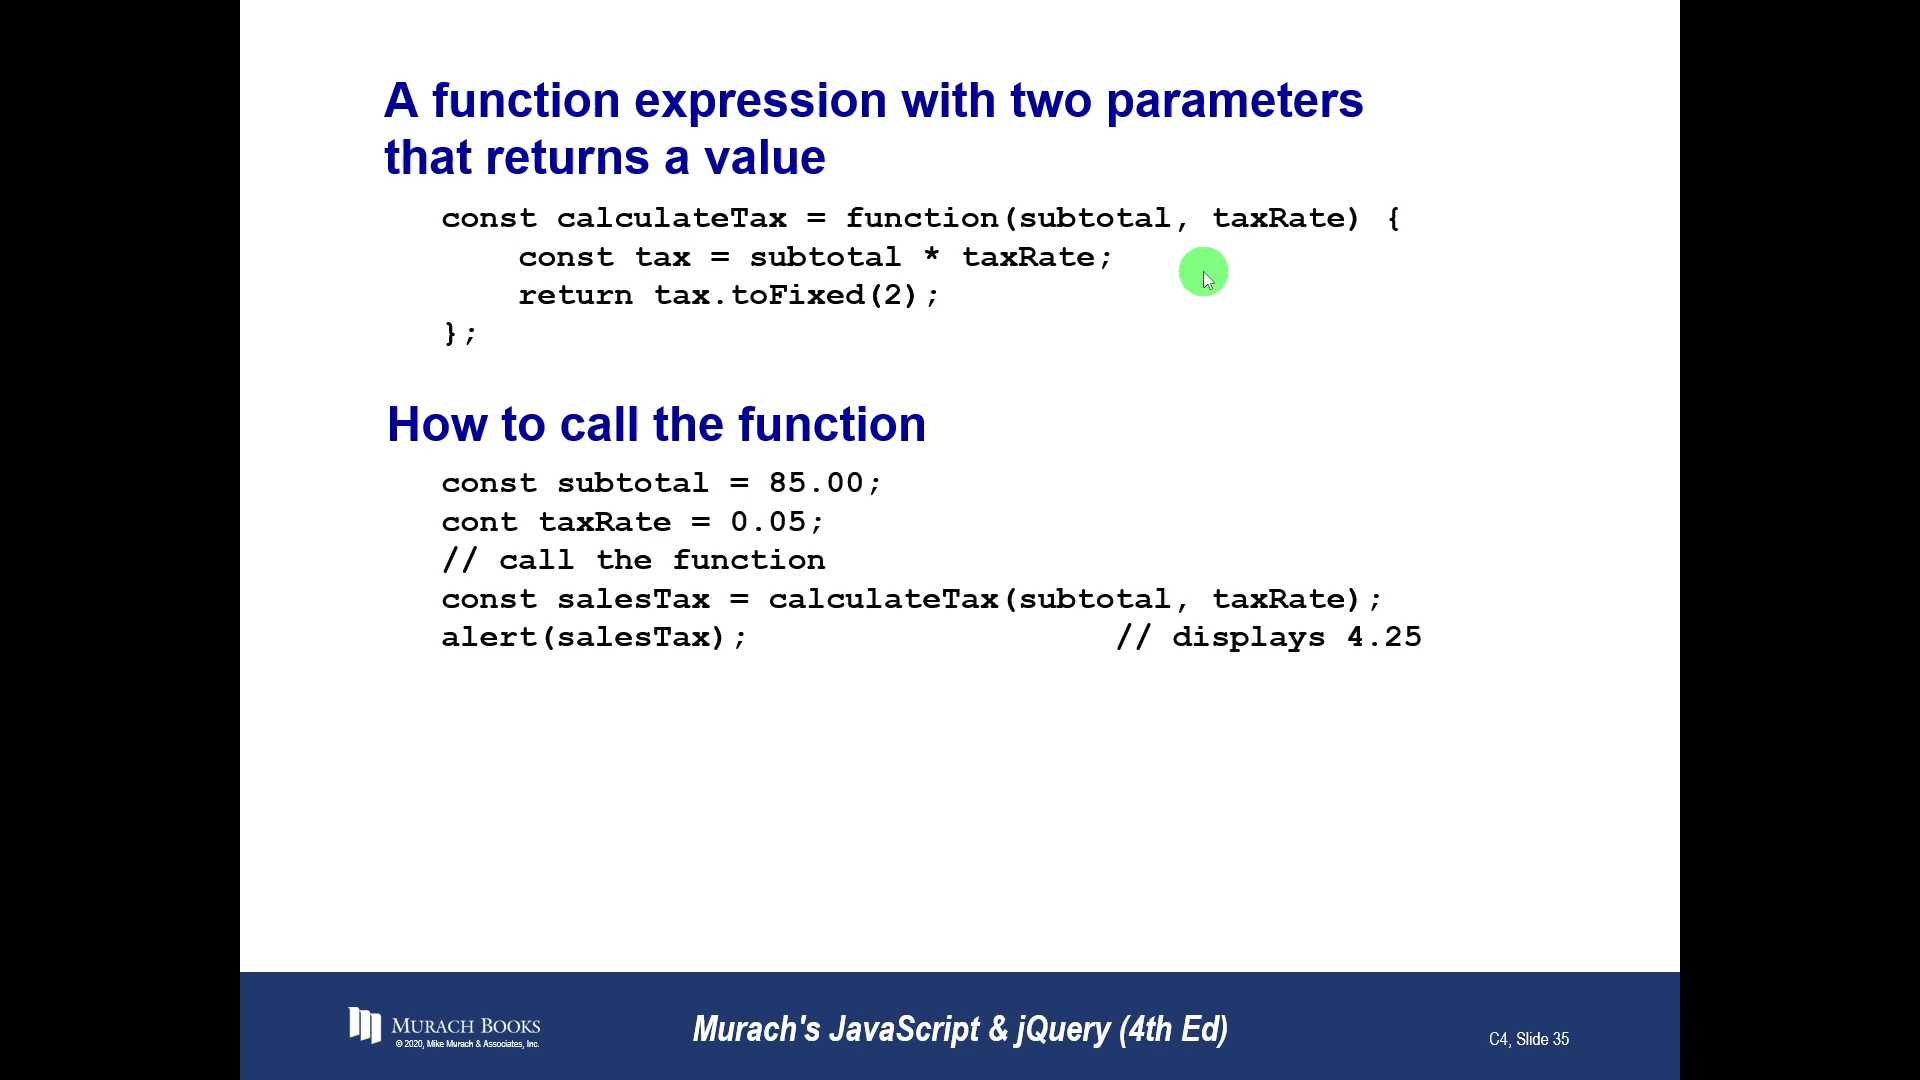 A function expression with two parameters
that returns a value
const calculateTax = function(subtotal, taxRate) {
    const tax = subtotal * taxRate;
    return tax.toFixed(2);
};
How to call the function
const subtotal = 85.00;
cont taxRate = 0.05;
// call the function
const salesTax = calculateTax(subtotal, taxRate);
alert(salesTax);                   // displays 4.25
MURACH BOOKS
© 2020, Mike Murach & Associates, Inc.
Murach's JavaScript & jQuery (4th Ed)
C4, Slide 35